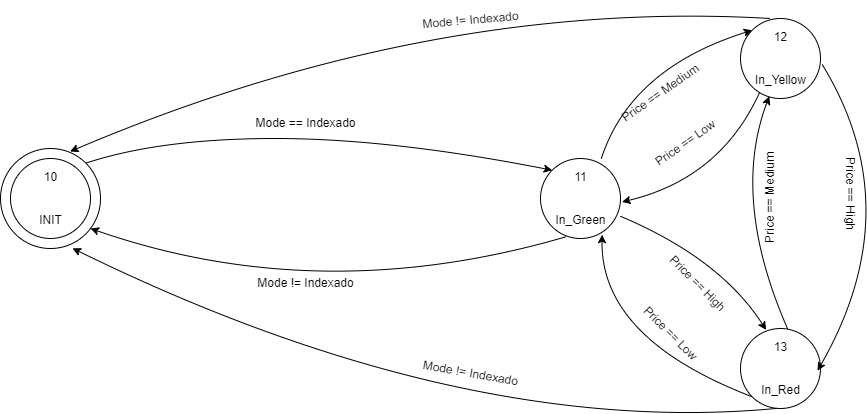 Mode != Indexado
12
In_Yellow
Price == Medium
Mode == Indexado
Price == Low
10
INIT
11
In_Green
Price == Medium
Price == High
Mode != Indexado
Price == High
Price == Low
13
In_Red
Mode != Indexado